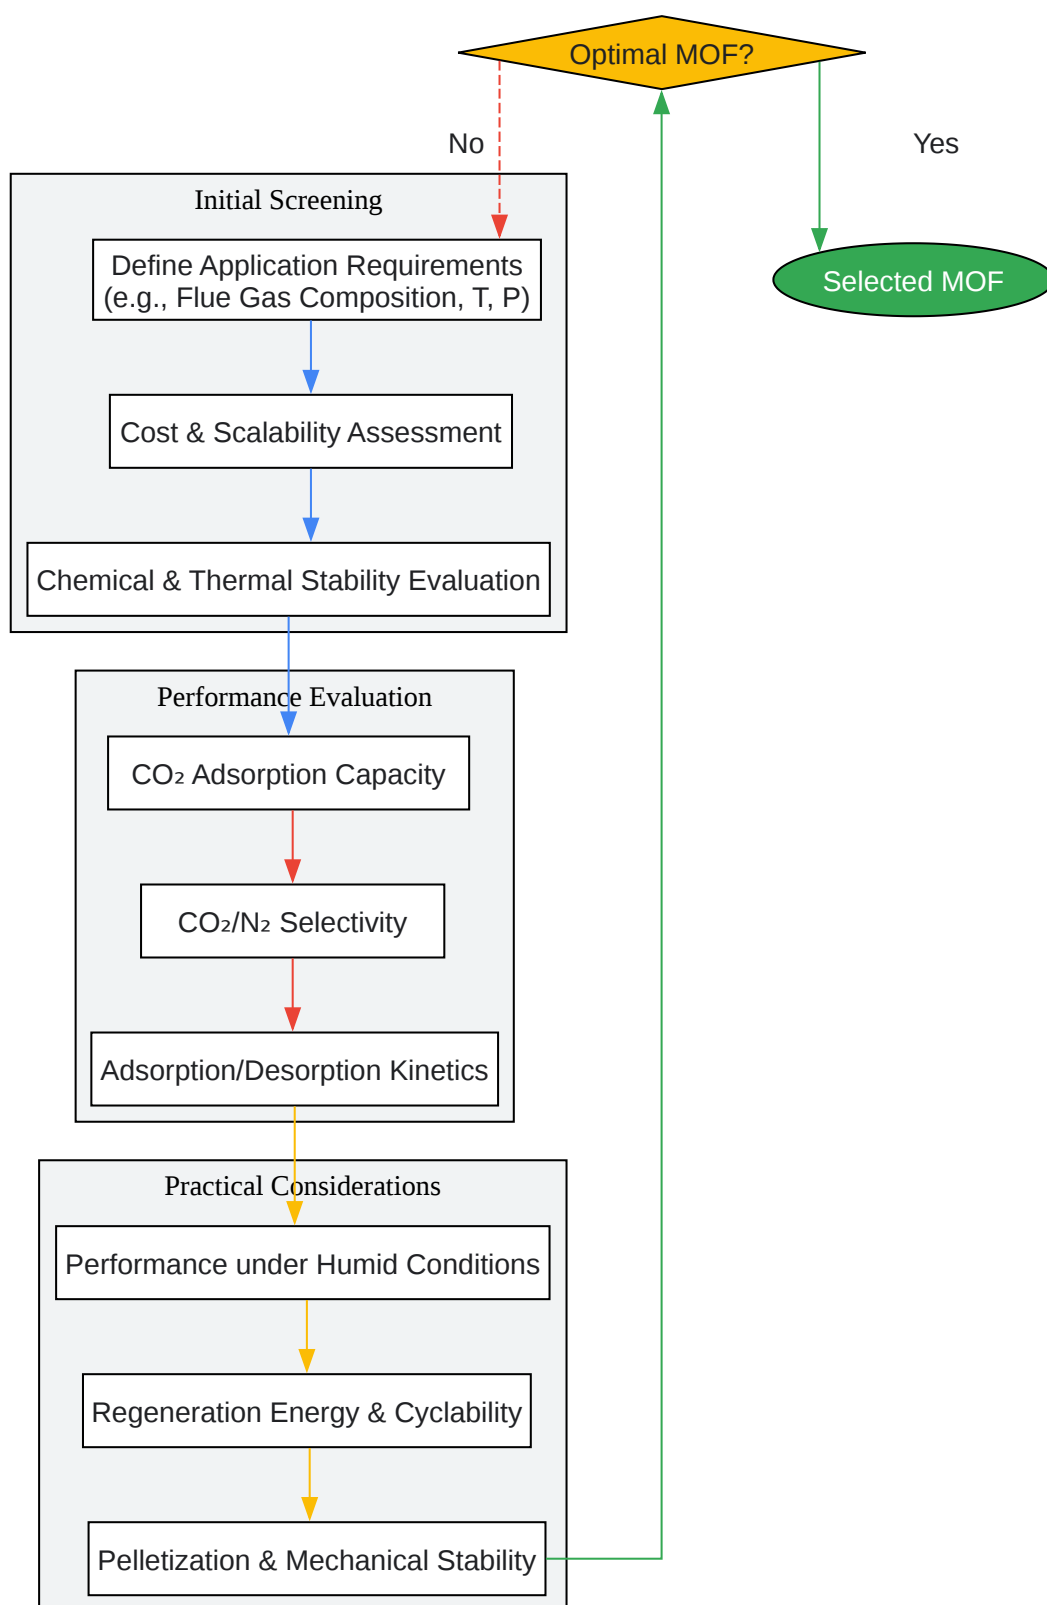 Optimal MOF?
No
Yes
Initial Screening
Define Application Requirements
(e.g., Flue Gas Composition, T, P)
Selected MOF
Cost & Scalability Assessment
Chemical & Thermal Stability Evaluation
Performance Evaluation
CO₂ Adsorption Capacity
CO₂/N₂ Selectivity
Adsorption/Desorption Kinetics
Practical Considerations
Performance under Humid Conditions
Regeneration Energy & Cyclability
Pelletization & Mechanical Stability